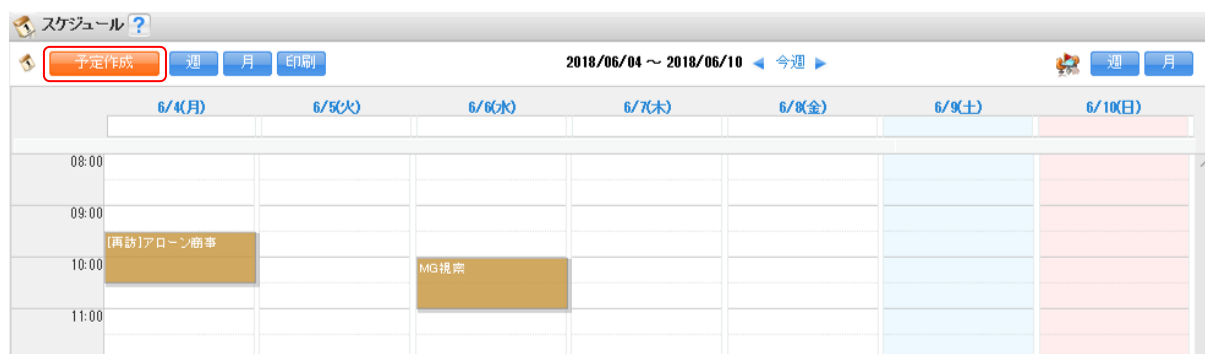 スケジュール ?
予定作成 週 月 印刷 2018/06/04 ～ 2018/06/10 今週 週 月
6/4(月) 6/5(火) 6/6(水) 6/7(木) 6/8(金) 6/9(土) 6/10(日)
08:00
09:00
[再訪]アローン商事
10:00
MG視察
11:00